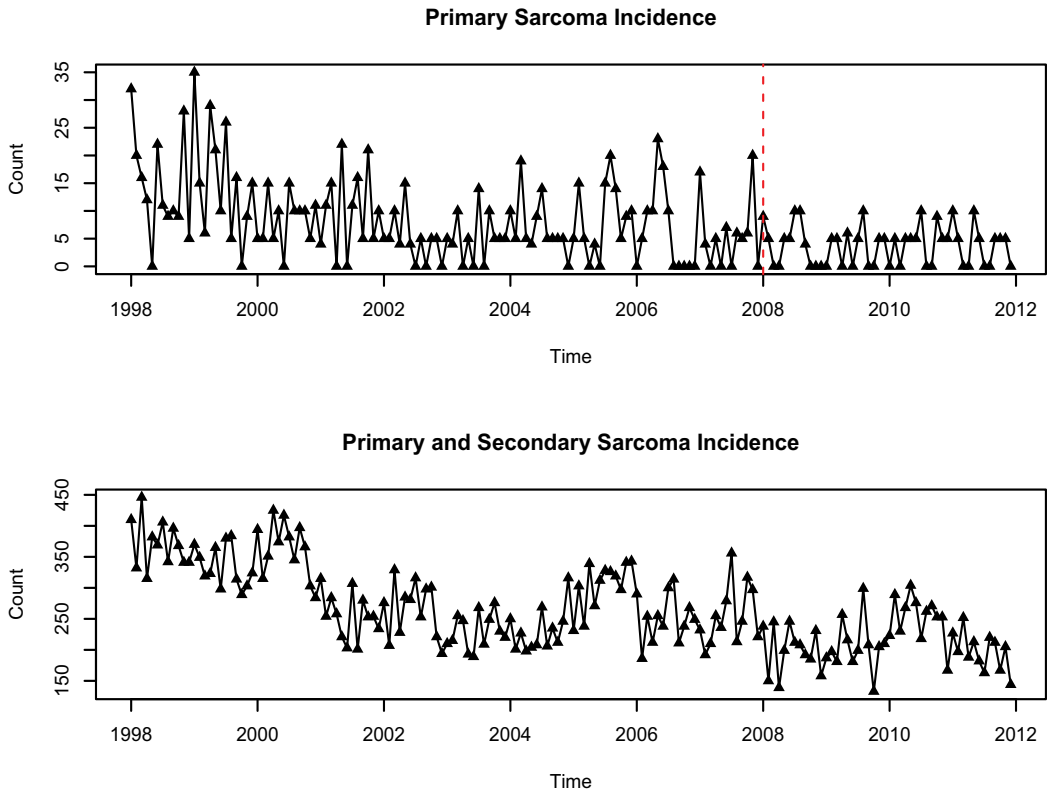 Primary Sarcoma Incidence
35
25
15
5
0
Count
1998 2000 2002 2004 2006 2008 2010 2012
Time
Primary and Secondary Sarcoma Incidence
450
350
250
150
Count
1998 2000 2002 2004 2006 2008 2010 2012
Time